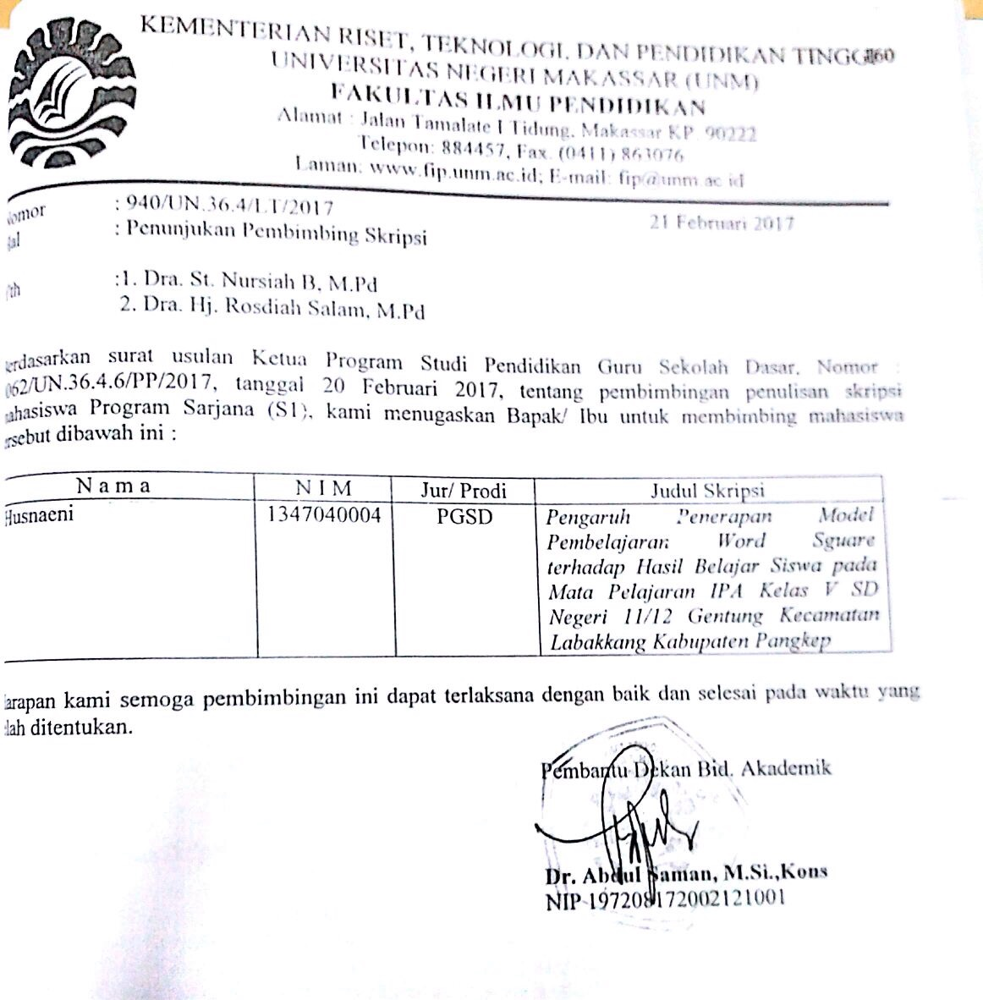 KEMENTERIAN RISET, TEKNOLOGI, DAN PENDIDIKAN TINGGI
160
UNIVERSITAS NEGERI MAKASSAR (UNM)
FAKULTAS ILMU PENDIDIKAN
Alamat : Jalan Tamalate I Tidung, Makassar KP. 90222
Telepon: 884457, Fax. (0411) 863076
Laman: www.fip.unm.ac.id; E-mail: fip@unm.ac.id
omor : 940/UN.36.4/LT/2017 21 Februari 2017
al : Penunjukan Pembimbing Skripsi
th :1. Dra. St. Nursiah B, M.Pd
2. Dra. Hj. Rosdiah Salam, M.Pd
erdasarkan surat usulan Ketua Program Studi Pendidikan Guru Sekolah Dasar, Nomor :
062/UN.36.4.6/PP/2017, tanggal 20 Februari 2017, tentang pembimbingan penulisan skripsi
ahasiswa Program Sarjana (S1), kami menugaskan Bapak/ Ibu untuk membimbing mahasiswa
rsebut dibawah ini :
N a m a N I M Jur/ Prodi Judul Skripsi
Husnaeni 1347040004 PGSD Pengaruh Penerapan Model
Pembelajaran Word Sguare
terhadap Hasil Belajar Siswa pada
Mata Pelajaran IPA Kelas V SD
Negeri 11/12 Gentung Kecamatan
Labakkang Kabupaten Pangkep
arapan kami semoga pembimbingan ini dapat terlaksana dengan baik dan selesai pada waktu yang
lah ditentukan.
Pembantu Dekan Bid. Akademik
Dr. Abdul Saman, M.Si.,Kons
NIP 197208172002121001